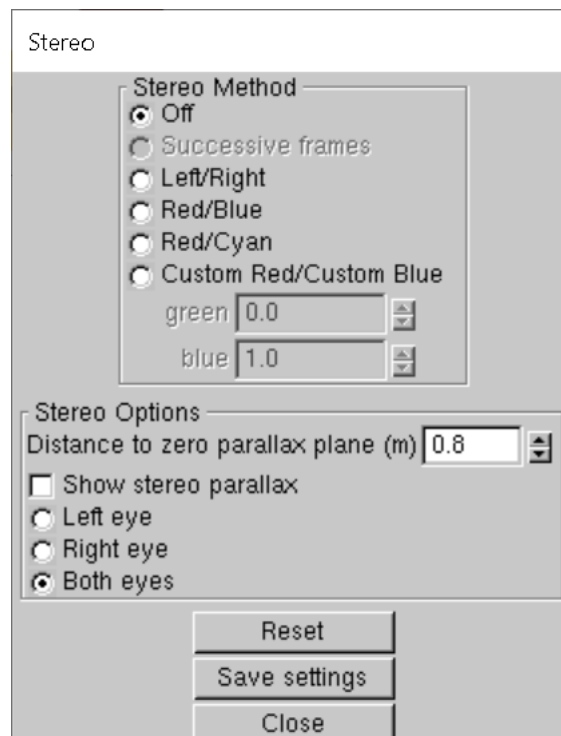 Stereo
Stereo Method
Off
Successive frames
Left/Right
Red/Blue
Red/Cyan
Custom Red/Custom Blue
green 0.0
blue 1.0
Stereo Options
Distance to zero parallax plane (m) 0.8
Show stereo parallax
Left eye
Right eye
Both eyes
Reset
Save settings
Close